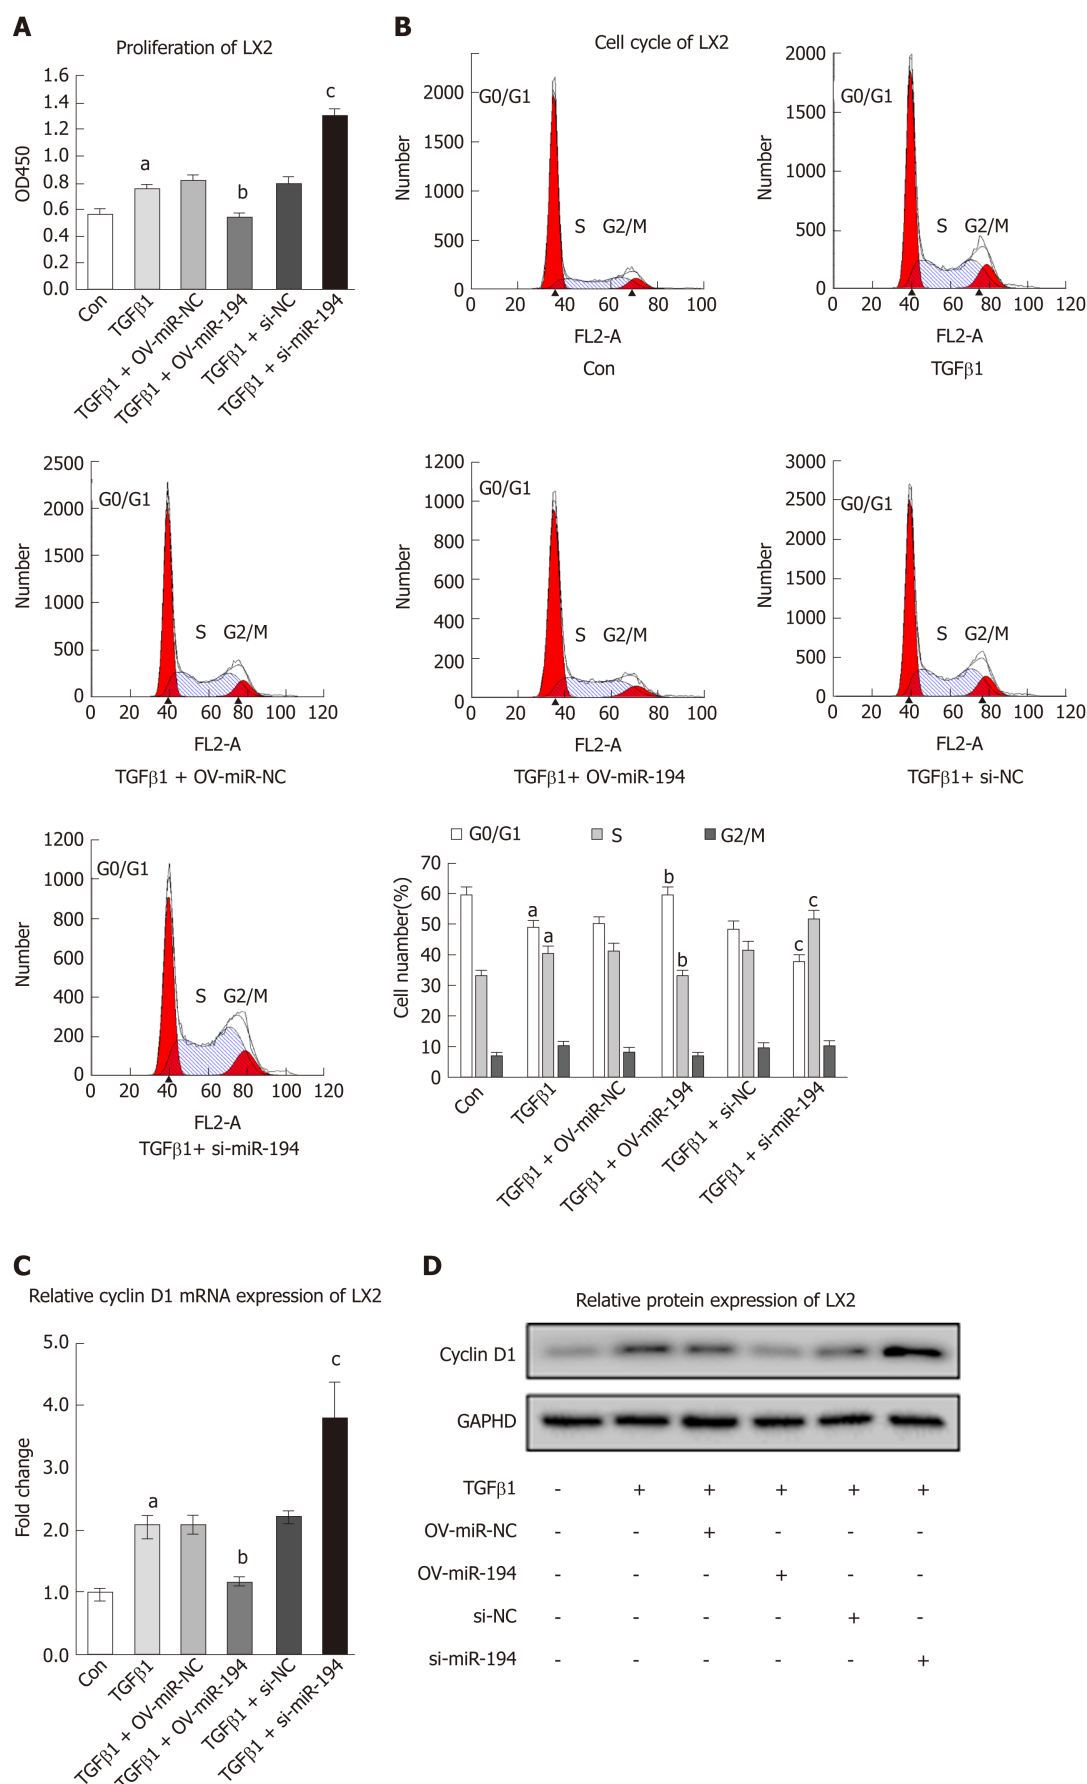 A
Proliferation of LX2
OD450
1.6
1.4
1.2
1.0
0.8
0.6
0.4
0.2
0.0
a
b
c
Con
TGFβ1
TGFβ1 + OV-miR-NC
TGFβ1 + OV-miR-194
TGFβ1 + si-NC
TGFβ1 + si-miR-194
B
Cell cycle of LX2
Number
2000
1500
1000
500
0
G0/G1
S
G2/M
0 20 40 60 80 100
FL2-A
Con
Number
2000
1500
1000
500
0
G0/G1
S
G2/M
0 20 40 60 80 100 120
FL2-A
TGFβ1
Number
2500
2000
1500
1000
500
0
G0/G1
S
G2/M
0 20 40 60 80 100 120
FL2-A
TGFβ1 + OV-miR-NC
Number
1200
1000
800
600
400
200
0
G0/G1
S
G2/M
0 20 40 60 80 100
FL2-A
TGFβ1+ OV-miR-194
Number
3000
2500
2000
1500
1000
500
0
G0/G1
S
G2/M
0 20 40 60 80 100 120
FL2-A
TGFβ1+ si-NC
Number
1200
1000
800
600
400
200
0
G0/G1
S
G2/M
0 20 40 60 80 100 120
FL2-A
TGFβ1+ si-miR-194
G0/G1 S G2/M
Cell nuamber(%)
70
60
50
40
30
20
10
0
a
a
b
b
c
c
Con
TGFβ1
TGFβ1 + OV-miR-NC
TGFβ1 + OV-miR-194
TGFβ1 + si-NC
TGFβ1 + si-miR-194
C
Relative cyclin D1 mRNA expression of LX2
Fold change
5.0
4.0
3.0
2.0
1.0
0.0
a
b
c
Con
TGFβ1
TGFβ1 + OV-miR-NC
TGFβ1 + OV-miR-194
TGFβ1 + si-NC
TGFβ1 + si-miR-194
D
Relative protein expression of LX2
Cyclin D1
GAPHD
TGFβ1 - + + + + +
OV-miR-NC - - + - - -
OV-miR-194 - - - + - -
si-NC - - - - + -
si-miR-194 - - - - - +